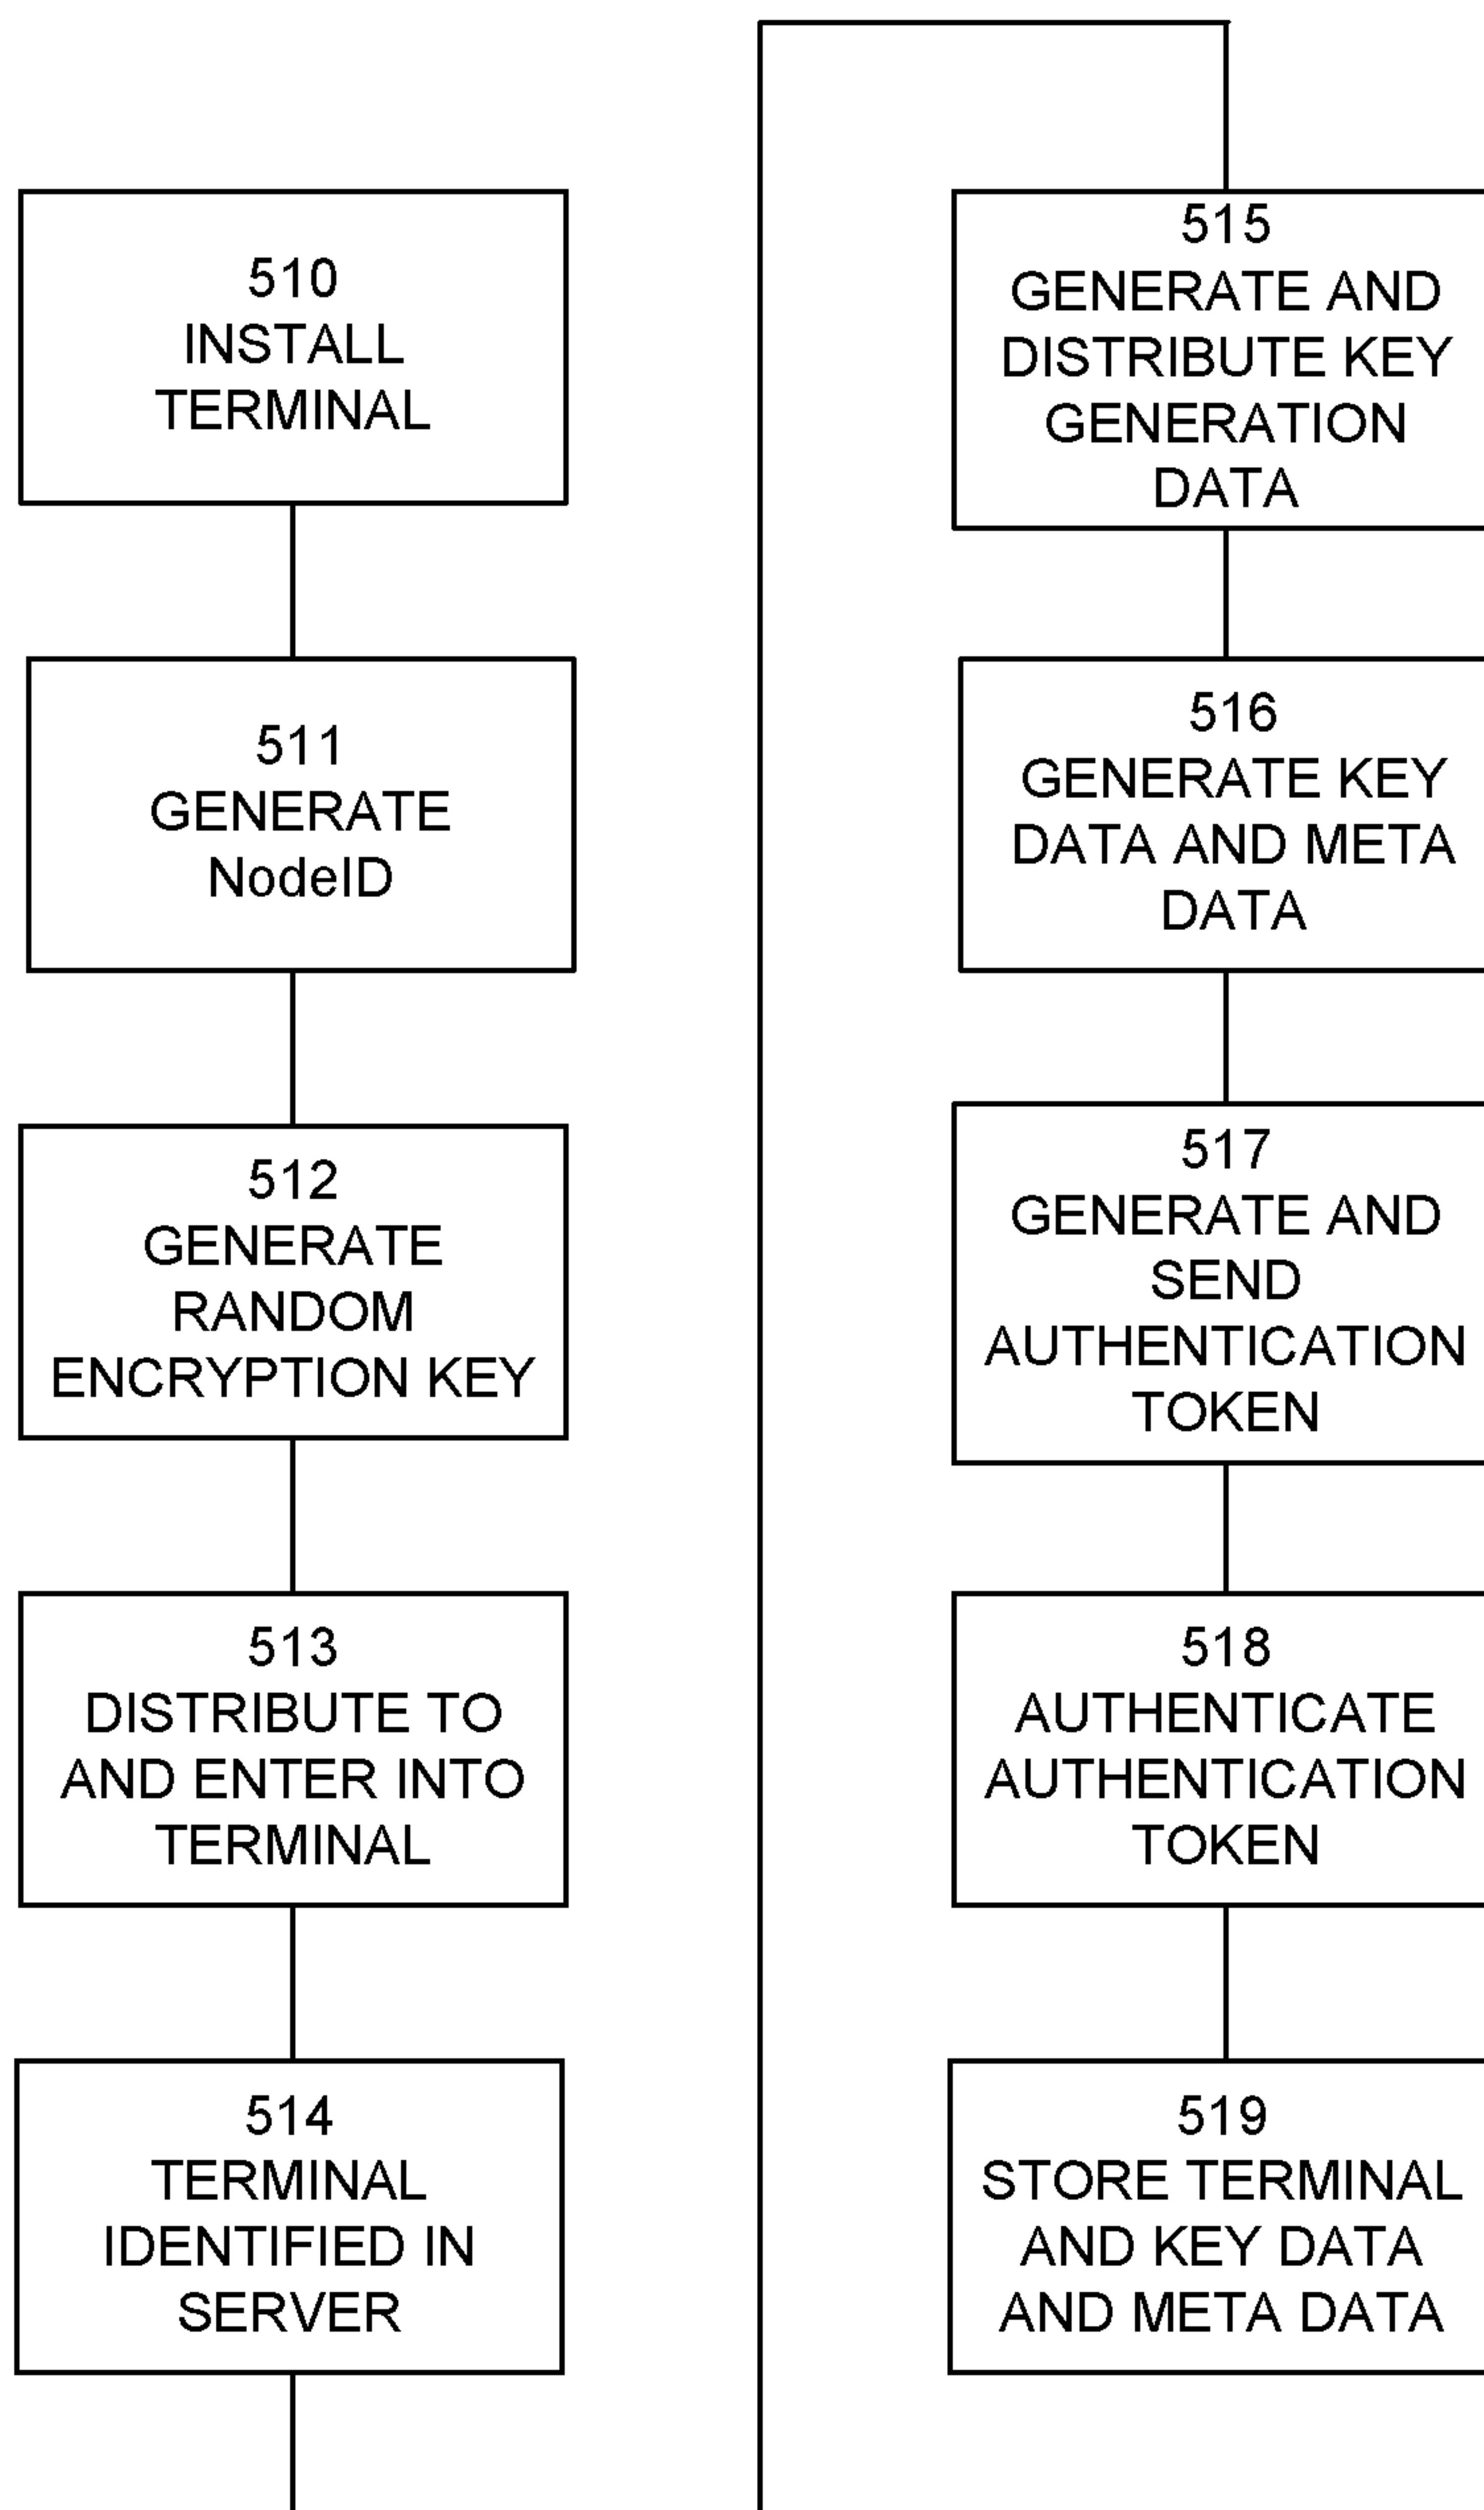 510
INSTALL
TERMINAL
511
GENERATE
NodeID
512
GENERATE
RANDOM
ENCRYPTION KEY
513
DISTRIBUTE TO
AND ENTER INTO
TERMINAL
514
TERMINAL
IDENTIFIED IN
SERVER
515
GENERATE AND
DISTRIBUTE KEY
GENERATION
DATA
516
GENERATE KEY
DATA AND META
DATA
517
GENERATE AND
SEND
AUTHENTICATION
TOKEN
518
AUTHENTICATE
AUTHENTICATION
TOKEN
519
STORE TERMINAL
AND KEY DATA
AND META DATA